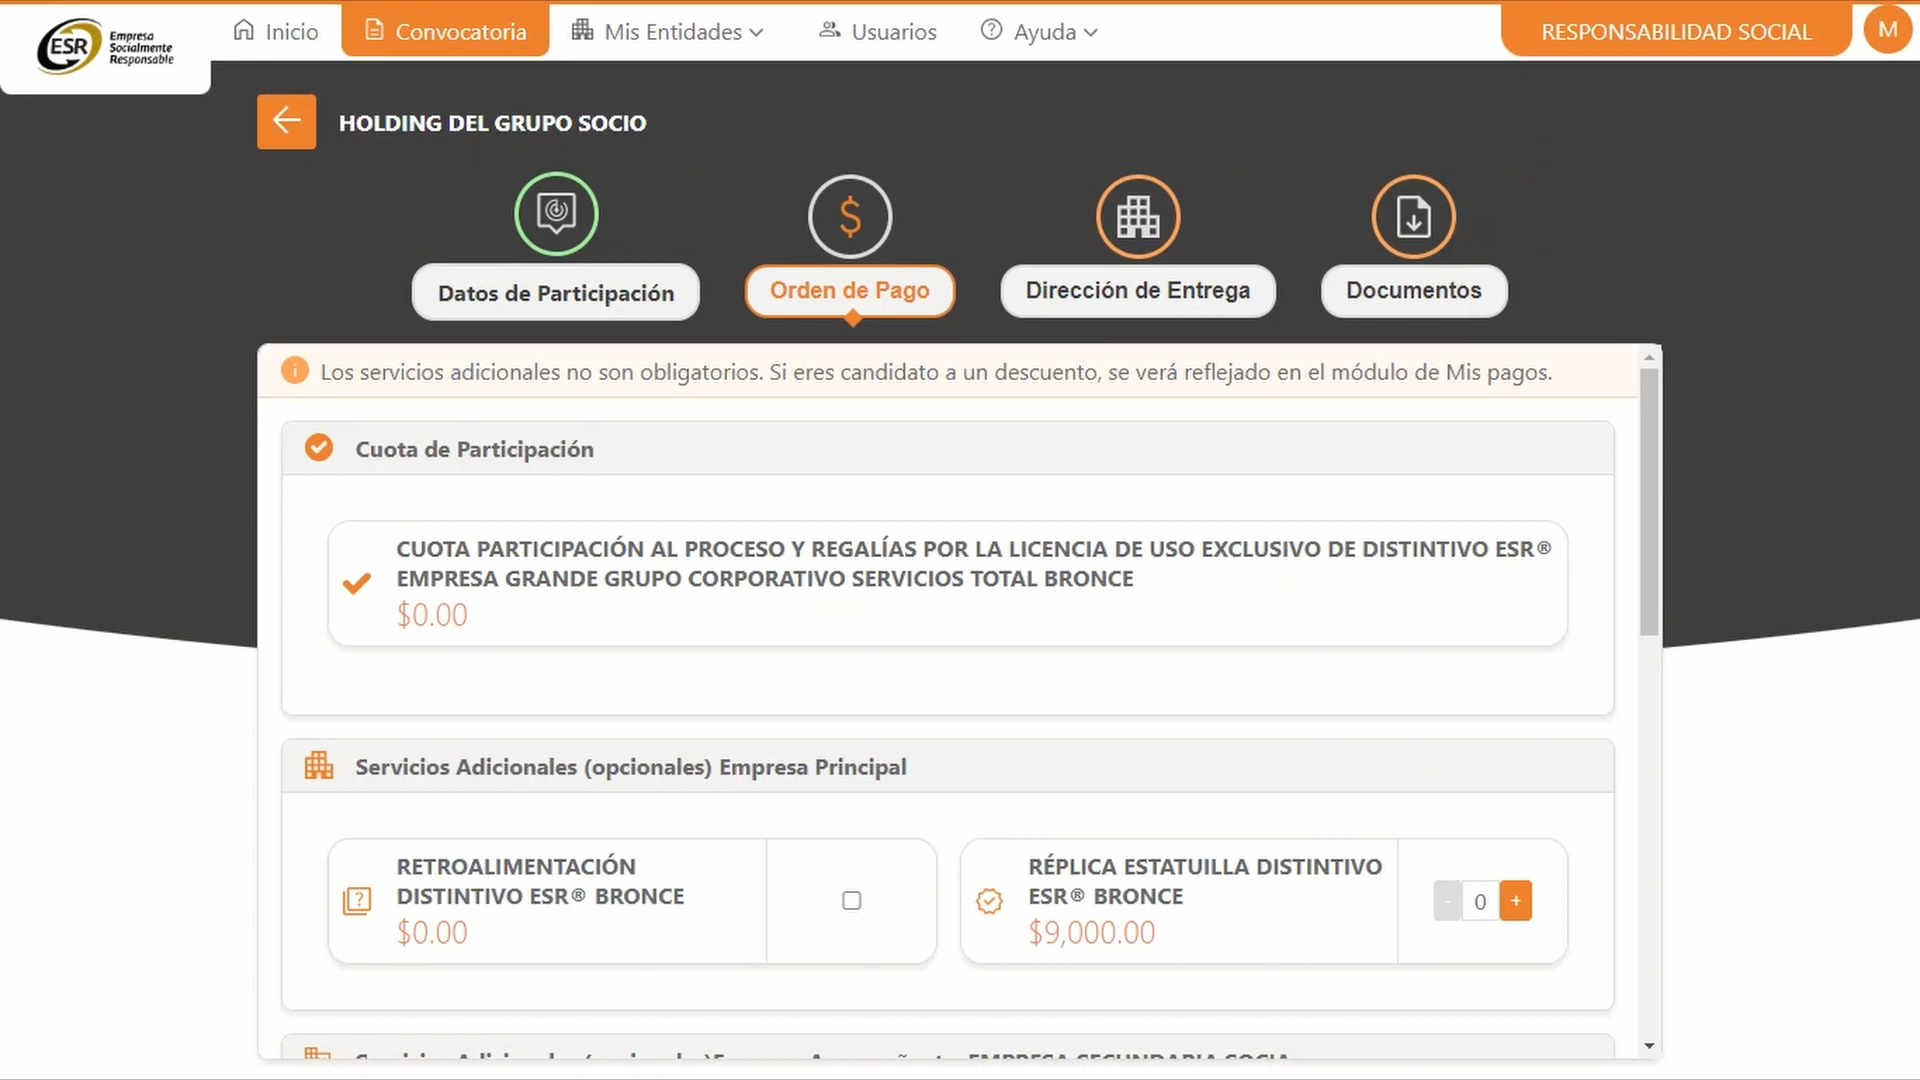 ESR
Empresa
Socialmente
Responsable
Inicio
Convocatoria
Mis Entidades
Usuarios
Ayuda
RESPONSABILIDAD SOCIAL
M
HOLDING DEL GRUPO SOCIO
Datos de Participación
Orden de Pago
Dirección de Entrega
Documentos
Los servicios adicionales no son obligatorios. Si eres candidato a un descuento, se verá reflejado en el módulo de Mis pagos.
Cuota de Participación
CUOTA PARTICIPACIÓN AL PROCESO Y REGALÍAS POR LA LICENCIA DE USO EXCLUSIVO DE DISTINTIVO ESR®
EMPRESA GRANDE GRUPO CORPORATIVO SERVICIOS TOTAL BRONCE
$0.00
Servicios Adicionales (opcionales) Empresa Principal
RETROALIMENTACIÓN
DISTINTIVO ESR® BRONCE
$0.00
RÉPLICA ESTATUILLA DISTINTIVO
ESR® BRONCE
$9,000.00
- 0 +
EMPRESA SECUNDARIA SOCIA